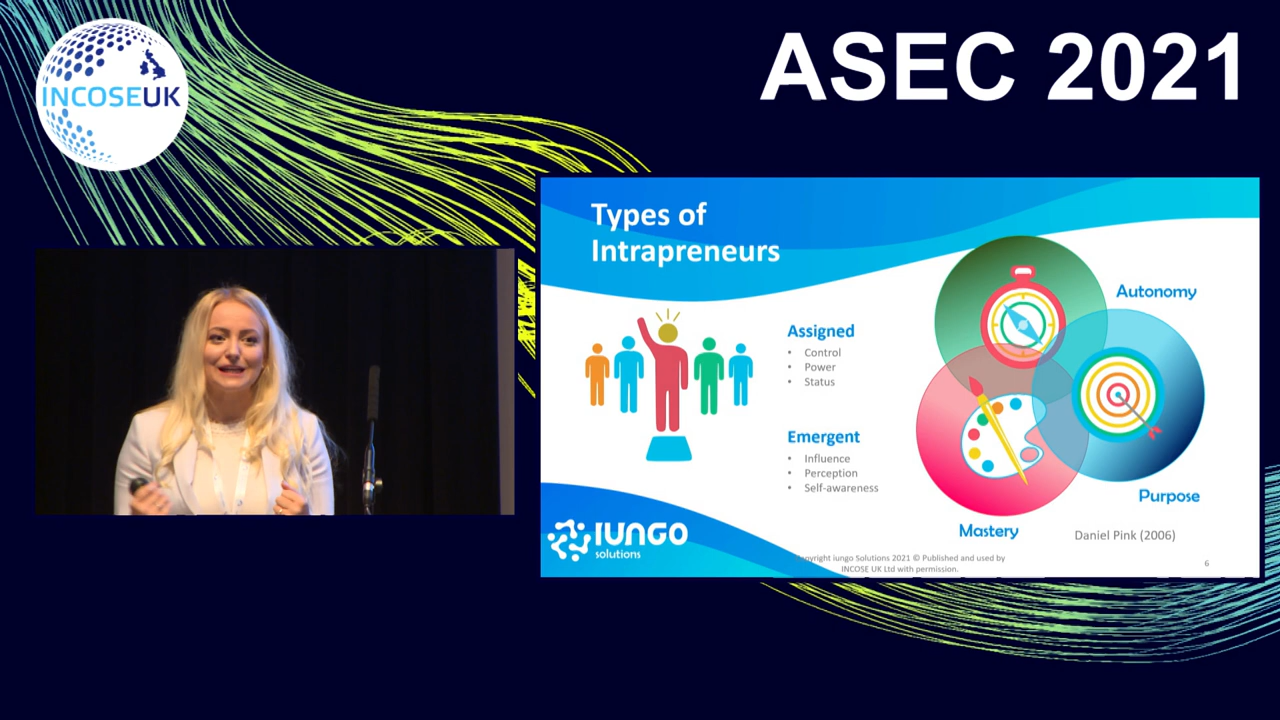 INCOSEUK
ASEC 2021
Types of
Intrapreneurs
Assigned
• Control
• Power
• Status
Emergent
• Influence
• Perception
• Self-awareness
Autonomy
Purpose
Mastery
Daniel Pink (2006)
IUNGO
solutions
opyright iungo Solutions 2021 © Published and used by
INCOSE UK Ltd with permission.
6